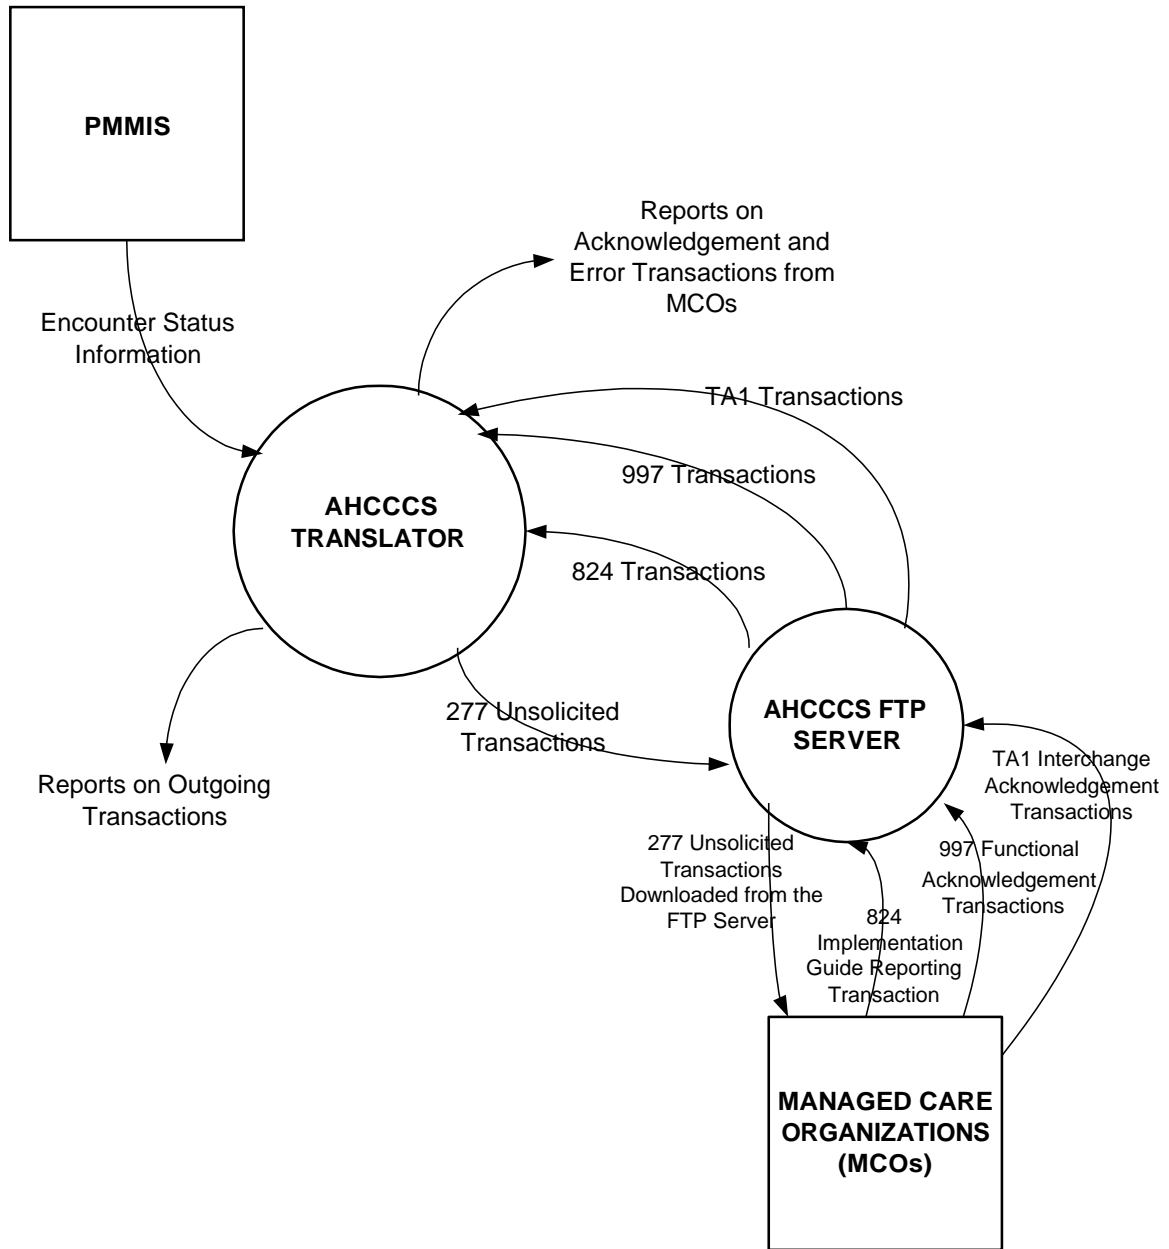 PMMIS
Reports on
Acknowledgement and
Error Transactions from
MCOs
Encounter Status
Information
TA1 Transactions
997 Transactions
AHCCCS
TRANSLATOR
824 Transactions
277 Unsolicited
Transactions
AHCCCS FTP
SERVER
Reports on Outgoing
Transactions
TA1 Interchange
Acknowledgement
Transactions
277 Unsolicited
Transactions
Downloaded from the
FTP Server
997 Functional
Acknowledgement
Transactions
824
Implementation
Guide Reporting
Transaction
MANAGED CARE
ORGANIZATIONS
(MCOs)